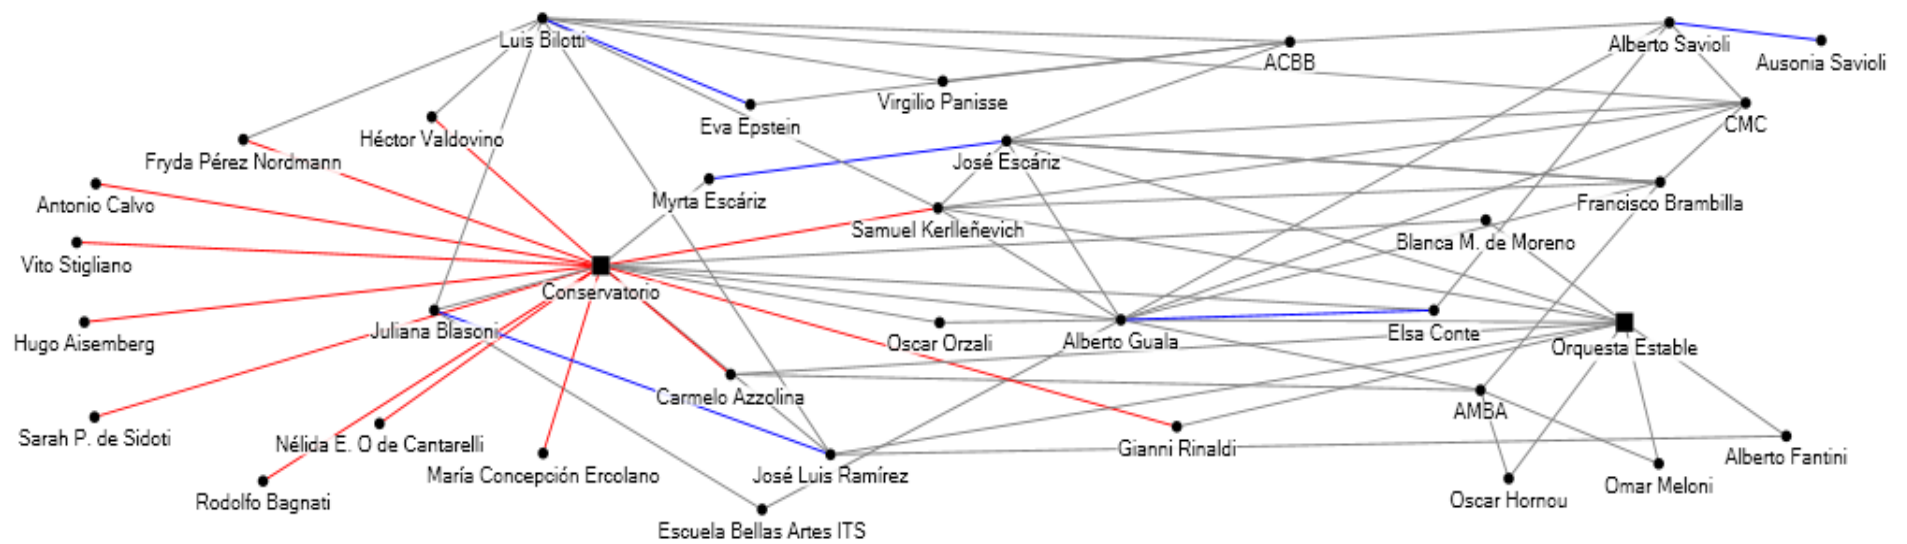 Luis Bilotti
Alberto Savioli
ACBB
Ausonia Savioli
Virgilio Panisse
Eva Epstein
CMC
Héctor Valdovino
Fryda Pérez Nordmann
José Escáriz
Myrta Escáriz
Antonio Calvo
Francisco Brambilla
Samuel Kerlleñevich
Blanca M. de Moreno
Vito Stigliano
Conservatorio
Juliana Blasoni
Elsa Conte
Hugo Aisemberg
Oscar Orzali
Alberto Guala
Orquesta Estable
Carmelo Azzolina
AMBA
Sarah P. de Sidoti
Nélida E. O de Cantarelli
Gianni Rinaldi
Alberto Fantini
María Concepción Ercolano
José Luis Ramírez
Omar Meloni
Rodolfo Bagnati
Oscar Hornou
Escuela Bellas Artes ITS